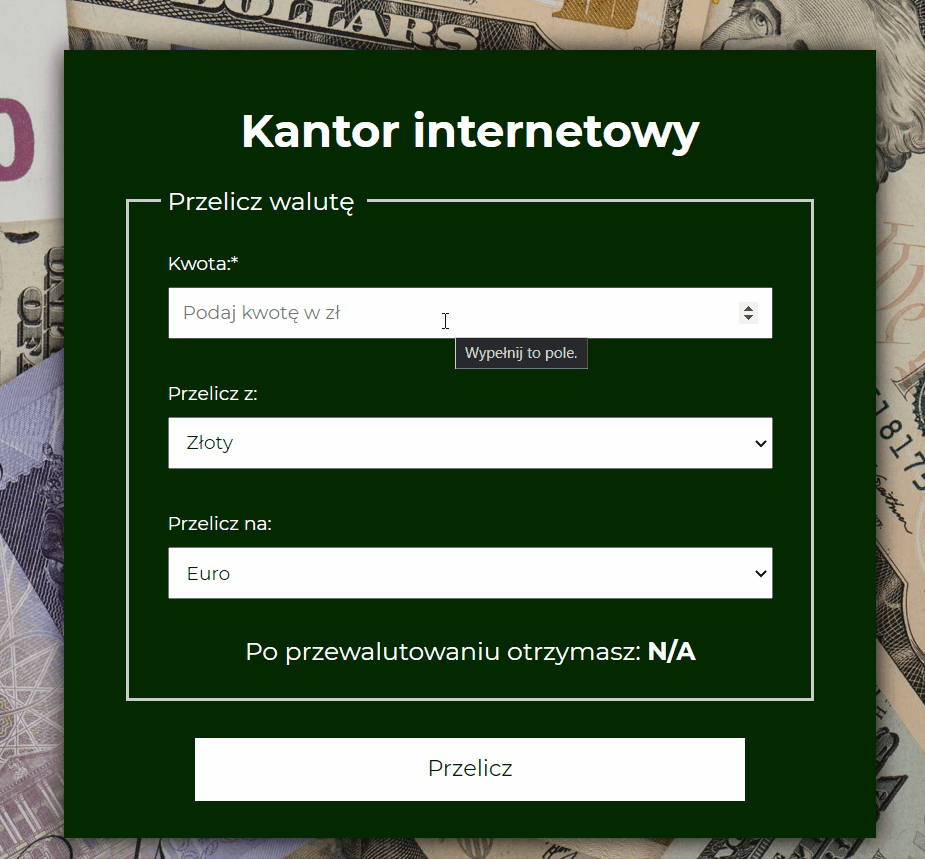 DOLLARS
0
Kantor internetowy
Przelicz walutę
Kwota:*
Podaj kwotę w zł
Wypełnij to pole.
Przelicz z:
Złoty
Przelicz na:
Euro
Po przewalutowaniu otrzymasz: N/A
Przelicz